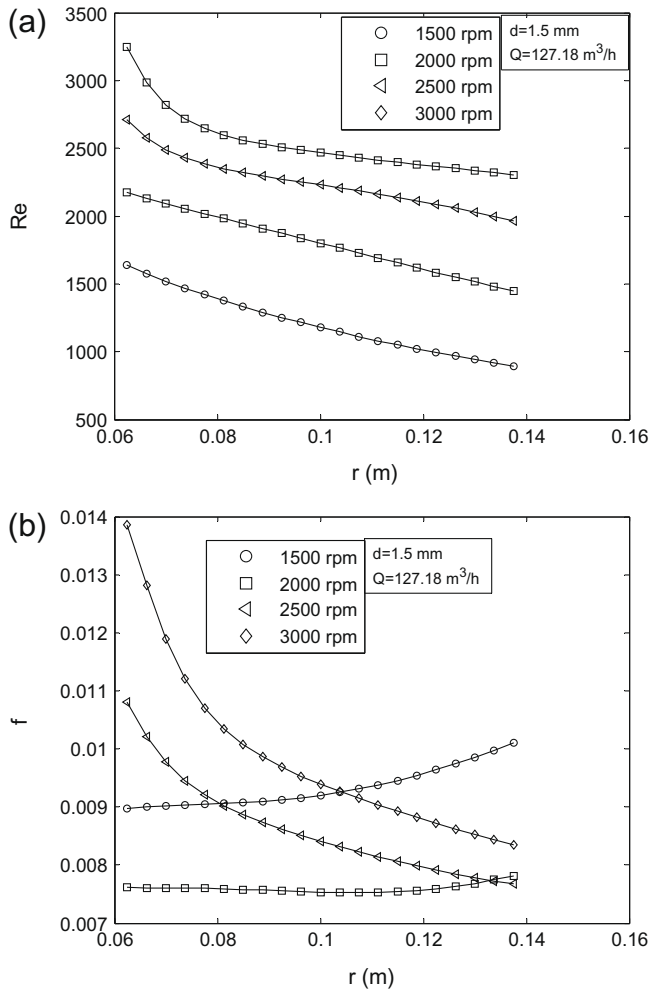 (a)
3500
3000
2500
2000
1500
1000
500
Re
1500 rpm
2000 rpm
2500 rpm
3000 rpm
d=1.5 mm
Q=127.18 m³/h
0.06 0.08 0.1 0.12 0.14 0.16
r (m)
(b)
0.014
0.013
0.012
0.011
0.01
0.009
0.008
0.007
f
1500 rpm
2000 rpm
2500 rpm
3000 rpm
d=1.5 mm
Q=127.18 m³/h
0.06 0.08 0.1 0.12 0.14 0.16
r (m)